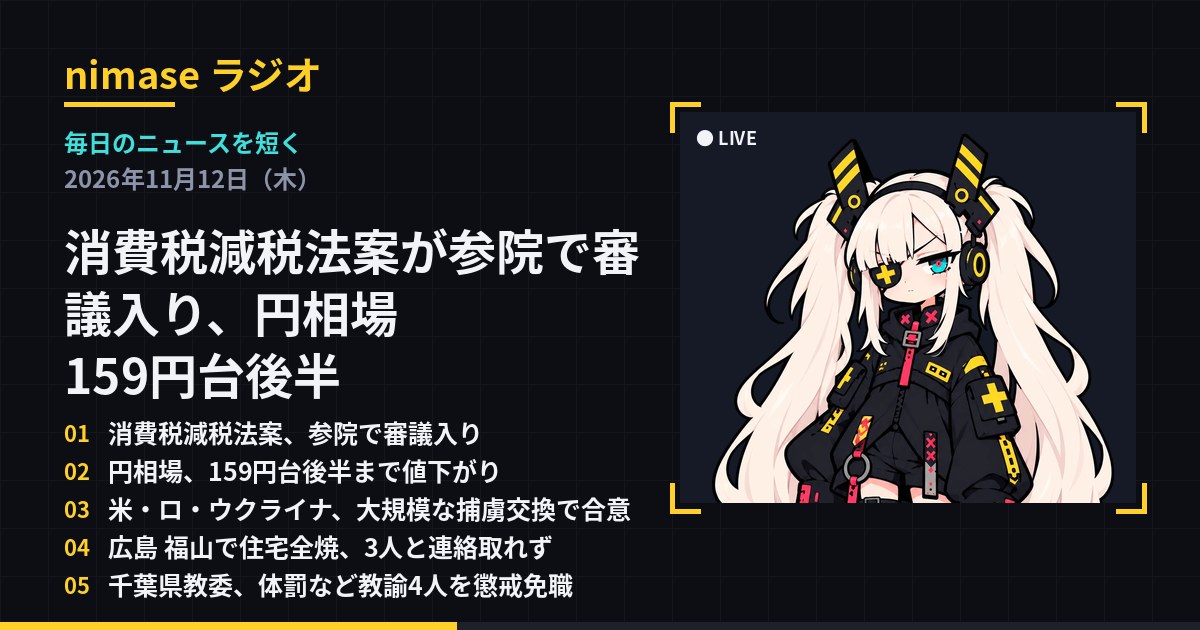 nimase ラジオ
毎日のニュースを短く
2026年11月12日（木）
消費税減税法案が参院で審
議入り、円相場
159円台後半
01 消費税減税法案、参院で審議入り
02 円相場、159円台後半まで値下がり
03 米・ロ・ウクライナ、大規模な捕虜交換で合意
04 広島 福山で住宅全焼、3人と連絡取れず
05 千葉県教委、体罰など教諭4人を懲戒免職
LIVE